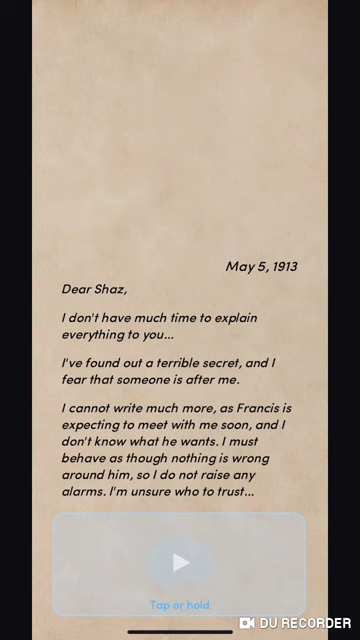 May 5, 1913
Dear Shaz,
I don't have much time to explain
everything to you...
I've found out a terrible secret, and I
fear that someone is after me.
I cannot write much more, as Francis is
expecting to meet with me soon, and I
don't know what he wants. I must
behave as though nothing is wrong
around him, so I do not raise any
alarms. I'm unsure who to trust...
Tap or hold
DU RECORDER